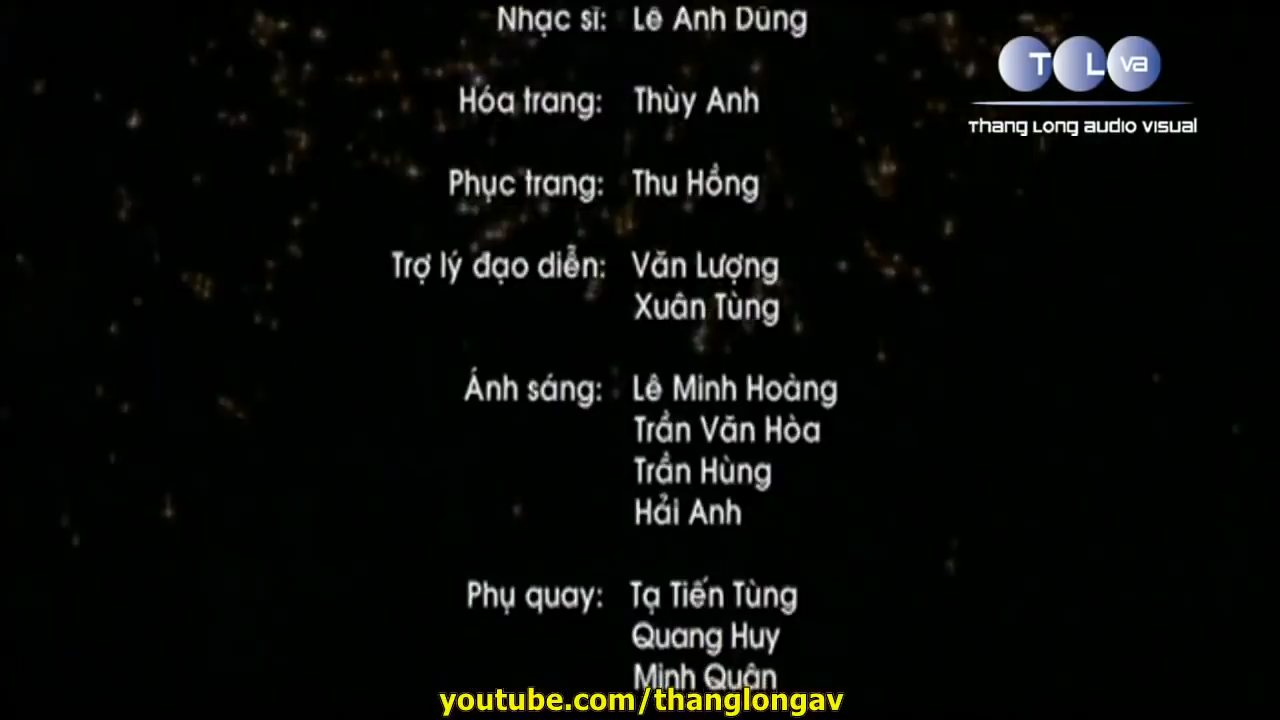 Nhạc sĩ: Lê Anh Dũng
TLva
Thang Long Audio Visual
Hóa trang: Thùy Anh
Phục trang: Thu Hồng
Trợ lý đạo diễn: Văn Lượng
Xuân Tùng
Ánh sáng: Lê Minh Hoàng
Trần Văn Hòa
Trần Hùng
Hải Anh
Phụ quay: Tạ Tiến Tùng
Quang Huy
Minh Quân
youtube.com/thanglongav